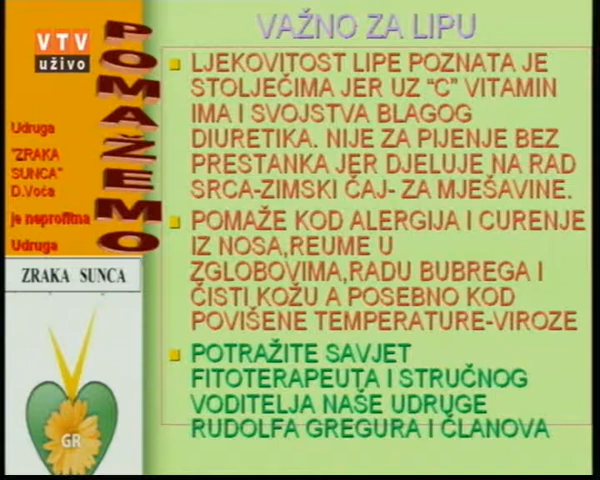 VAŽNO ZA LIPU
VTV
uživo
POMAŽEMO
Udruga
"ZRAKA
SUNCA"
D.Voća
je neprofitna
Udruga
ZRAKA SUNCA
GR
LJEKOVITOST LIPE POZNATA JE
STOLJEĆIMA JER UZ “C” VITAMIN
IMA I SVOJSTVA BLAGOG
DIURETIKA. NIJE ZA PIJENJE BEZ
PRESTANKA JER DJELUJE NA RAD
SRCA-ZIMSKI ČAJ- ZA MJEŠAVINE.
POMAŽE KOD ALERGIJA I CURENJE
IZ NOSA,REUME U
ZGLOBOVIMA,RADU BUBREGA I
ČISTI KOŽU A POSEBNO KOD
POVIŠENE TEMPERATURE-VIROZE
POTRAŽITE SAVJET
FITOTERAPEUTA I STRUČNOG
VODITELJA NAŠE UDRUGE
RUDOLFA GREGURA I ČLANOVA